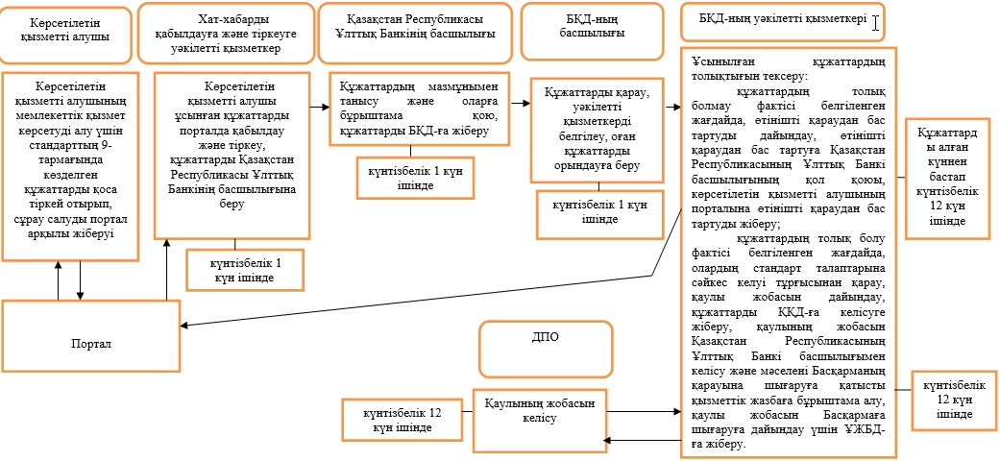 Көрсетілетін
қызметті алушы
Хат-хабарды
қабылдауға және тіркеуге
уәкілетті қызметкер
Қазақстан Республикасы
Ұлттық Банкінің басшылығы
БҚД-ның
басшылығы
БҚД-ның уәкілетті қызметкері
Көрсетілетін
қызметті алушының
мемлекеттік қызмет
көрсетуді алу үшін
стандарттың 9-
тармағында
көзделген
құжаттарды қоса
тіркей отырып,
сұрау салуды портал
арқылы жіберуі
Көрсетілетін
қызметті алушы
ұсынған құжаттарды
порталда қабылдау
және тіркеу,
құжаттарды Қазақстан
Республикасы Ұлттық
Банкінің басшылығына
беру
күнтізбелік 1
күн ішінде
Құжаттардың мазмұнымен
танысу және оларға
бұрыштама қою,
құжаттарды БҚД-ға жіберу
күнтізбелік 1 күн
ішінде
Құжаттарды қарау,
уәкілетті
қызметкерді
белгілеу, оған
құжаттарды
орындауға беру
күнтізбелік 1 күн
ішінде
Ұсынылған құжаттардың
толықтығын тексеру:
құжаттардың толық
болмау фактісі белгіленген
жағдайда, өтінішті қараудан бас
тартуды дайындау, өтінішті
қараудан бас тартуға Қазақстан
Республикасының Ұлттық Банкі
басшылығының қол қоюы,
көрсетілетін қызметті алушының
порталына өтінішті қараудан бас
тартуды жіберу;
құжаттардың толық болу
фактісі белгіленген жағдайда,
олардың стандарт талаптарына
сәйкес келуі тұрғысынан қарау,
қаулы жобасын дайындау,
құжаттарды ҚҚД-ға келісуге
жіберу, қаулының жобасын
Қазақстан Республикасының
Ұлттық Банкі басшылығымен
келісу және мәселені Басқарманың
қарауына шығаруға қатысты
қызметтік жазбаға бұрыштама алу,
қаулы жобасын Басқармаға
шығаруға дайындау үшін ҰЖБД-
ға жіберу.
Құжаттард
ы алған
күннен
бастап
күнтізбелік
12 күн
ішінде
күнтізбелік
12 күн
ішінде
Портал
ДПО
Қаулының жобасын
келісу
күнтізбелік 12
күн ішінде